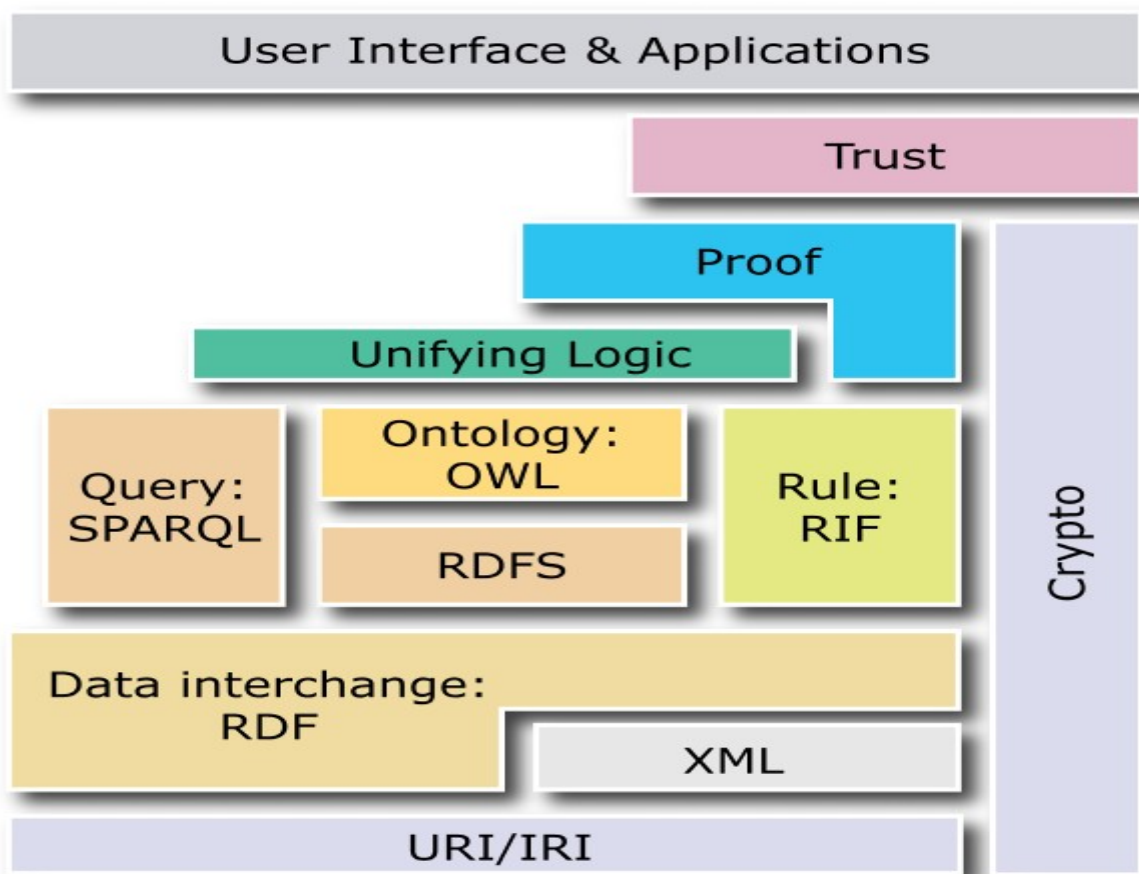 User Interface & Applications
Trust
Proof
Unifying Logic
Query:
SPARQL
Ontology:
OWL
RDFS
Rule:
RIF
Crypto
Data interchange:
RDF
XML
URI/IRI